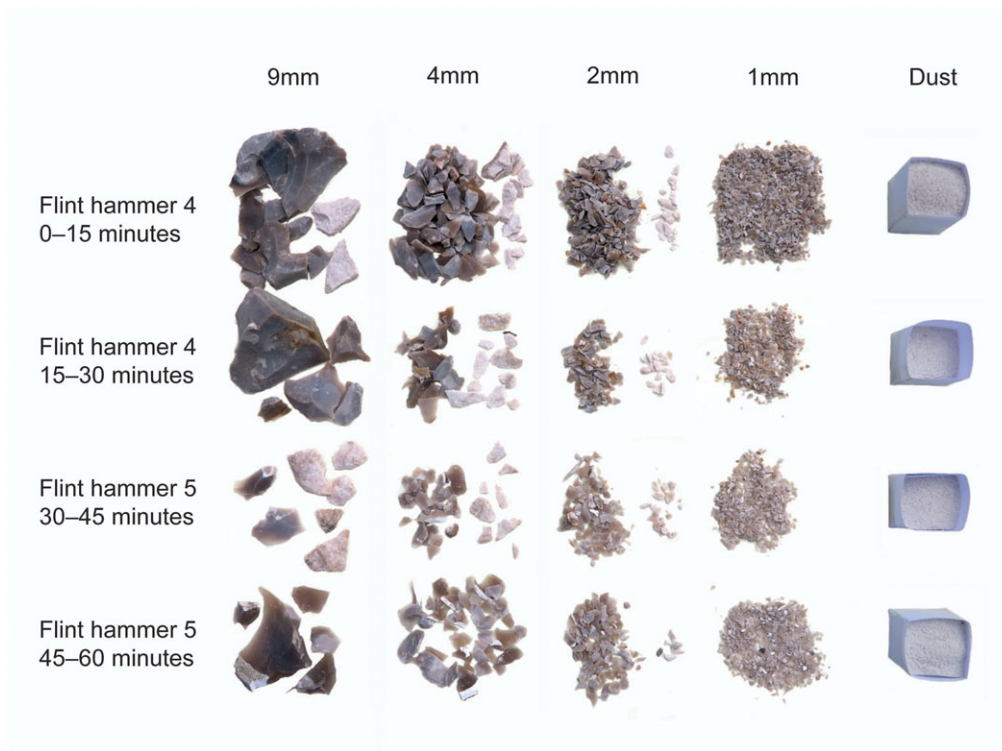 9mm 4mm 2mm 1mm Dust
Flint hammer 4
0–15 minutes
Flint hammer 4
15–30 minutes
Flint hammer 5
30–45 minutes
Flint hammer 5
45–60 minutes